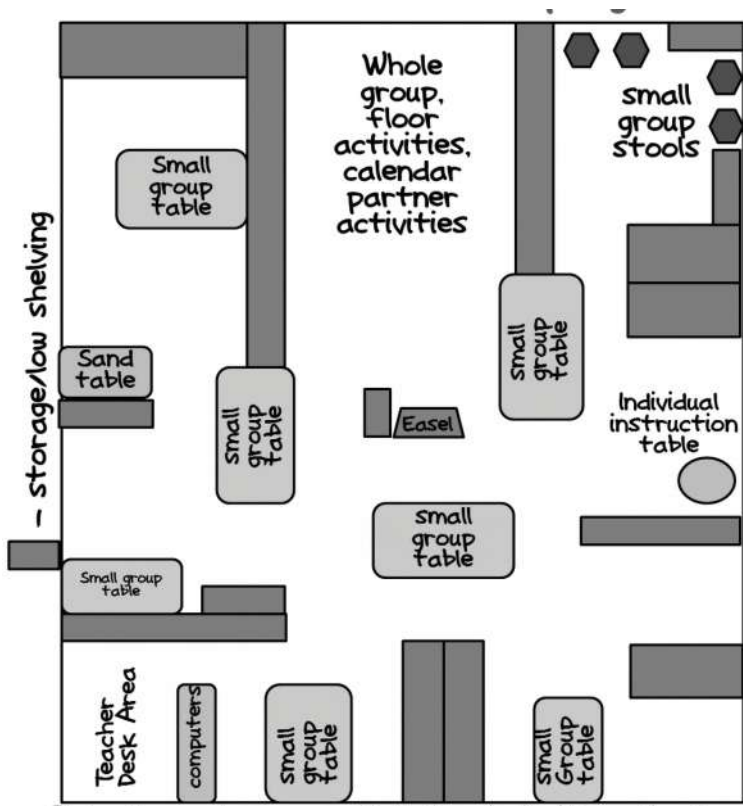 Whole
group,
floor
activities,
calendar
partner
activities
small
group
stools
Small
group
table
– storage/low shelving
small
group
table
Sand
table
small
group
table
Easel
Individual
instruction
table
small
group
table
Small group
table
Teacher
Desk Area
computers
small
group
table
small
Group
table